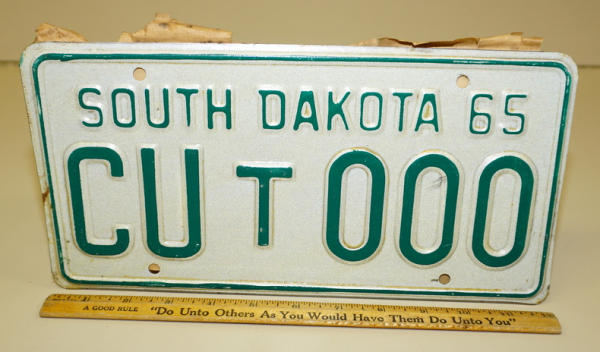 SOUTH DAKOTA 65
CU T 000
A GOOD RULE "Do Unto Others As You Would Have Them Do Unto You"